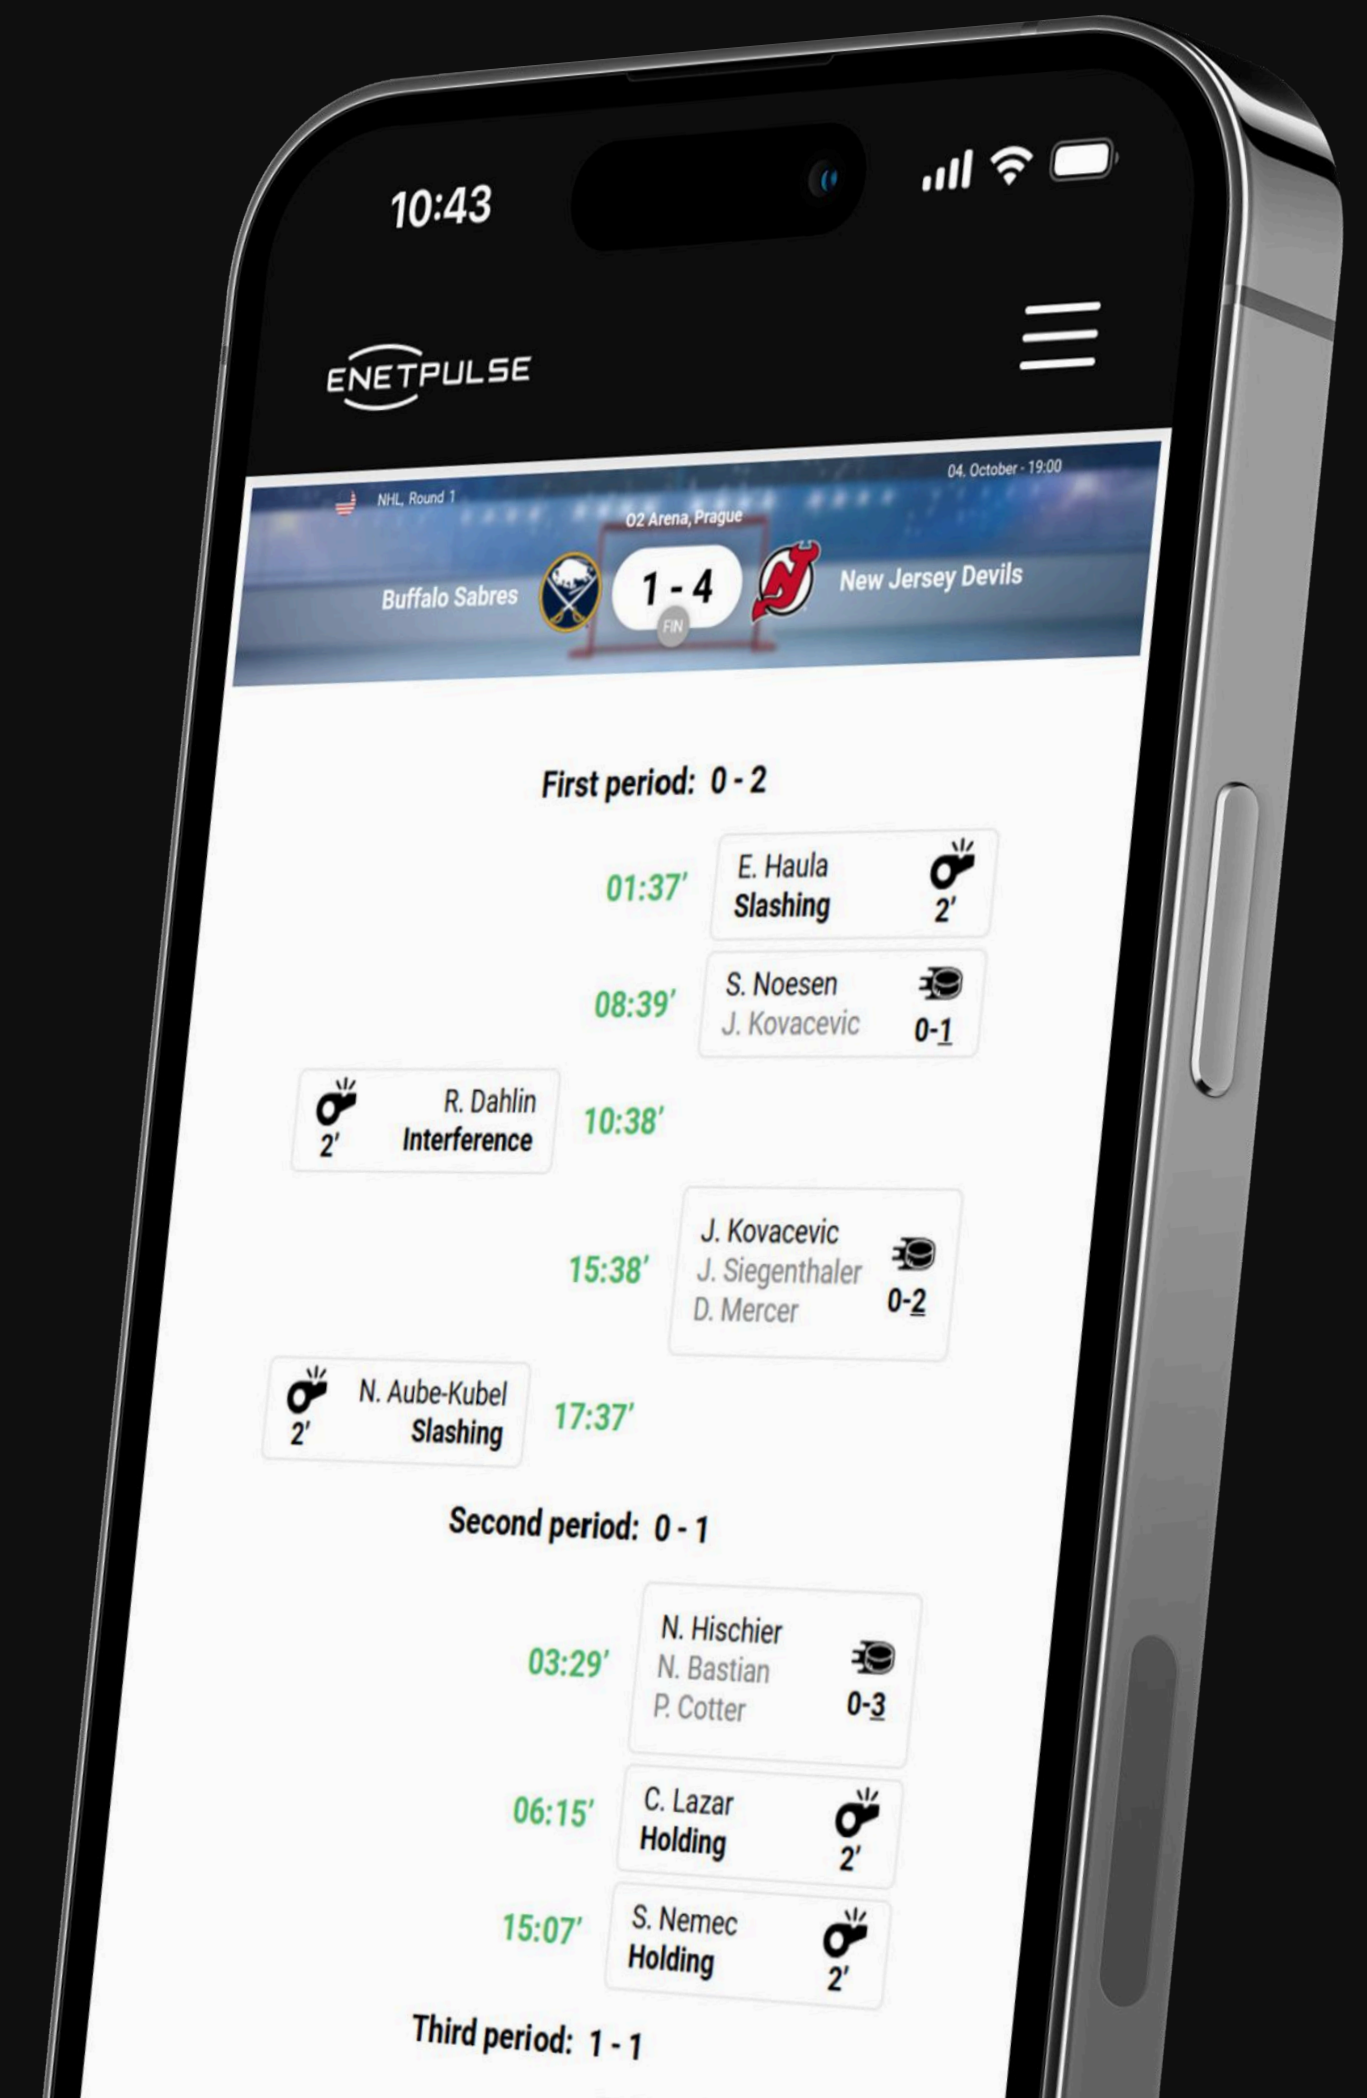 10:43
ENETPULSE
NHL, Round 1
04. October - 19:00
O2 Arena, Prague
Buffalo Sabres
1 - 4
New Jersey Devils
FIN
First period: 0 - 2
01:37’
E. Haula
Slashing
2’
08:39’
S. Noesen
J. Kovacevic
0-1
2’
R. Dahlin
Interference
10:38’
15:38’
J. Kovacevic
J. Siegenthaler
D. Mercer
0-2
2’
N. Aube-Kubel
Slashing
17:37’
Second period: 0 - 1
03:29’
N. Hischier
N. Bastian
P. Cotter
0-3
06:15’
C. Lazar
Holding
2’
15:07’
S. Nemec
Holding
2’
Third period: 1 - 1